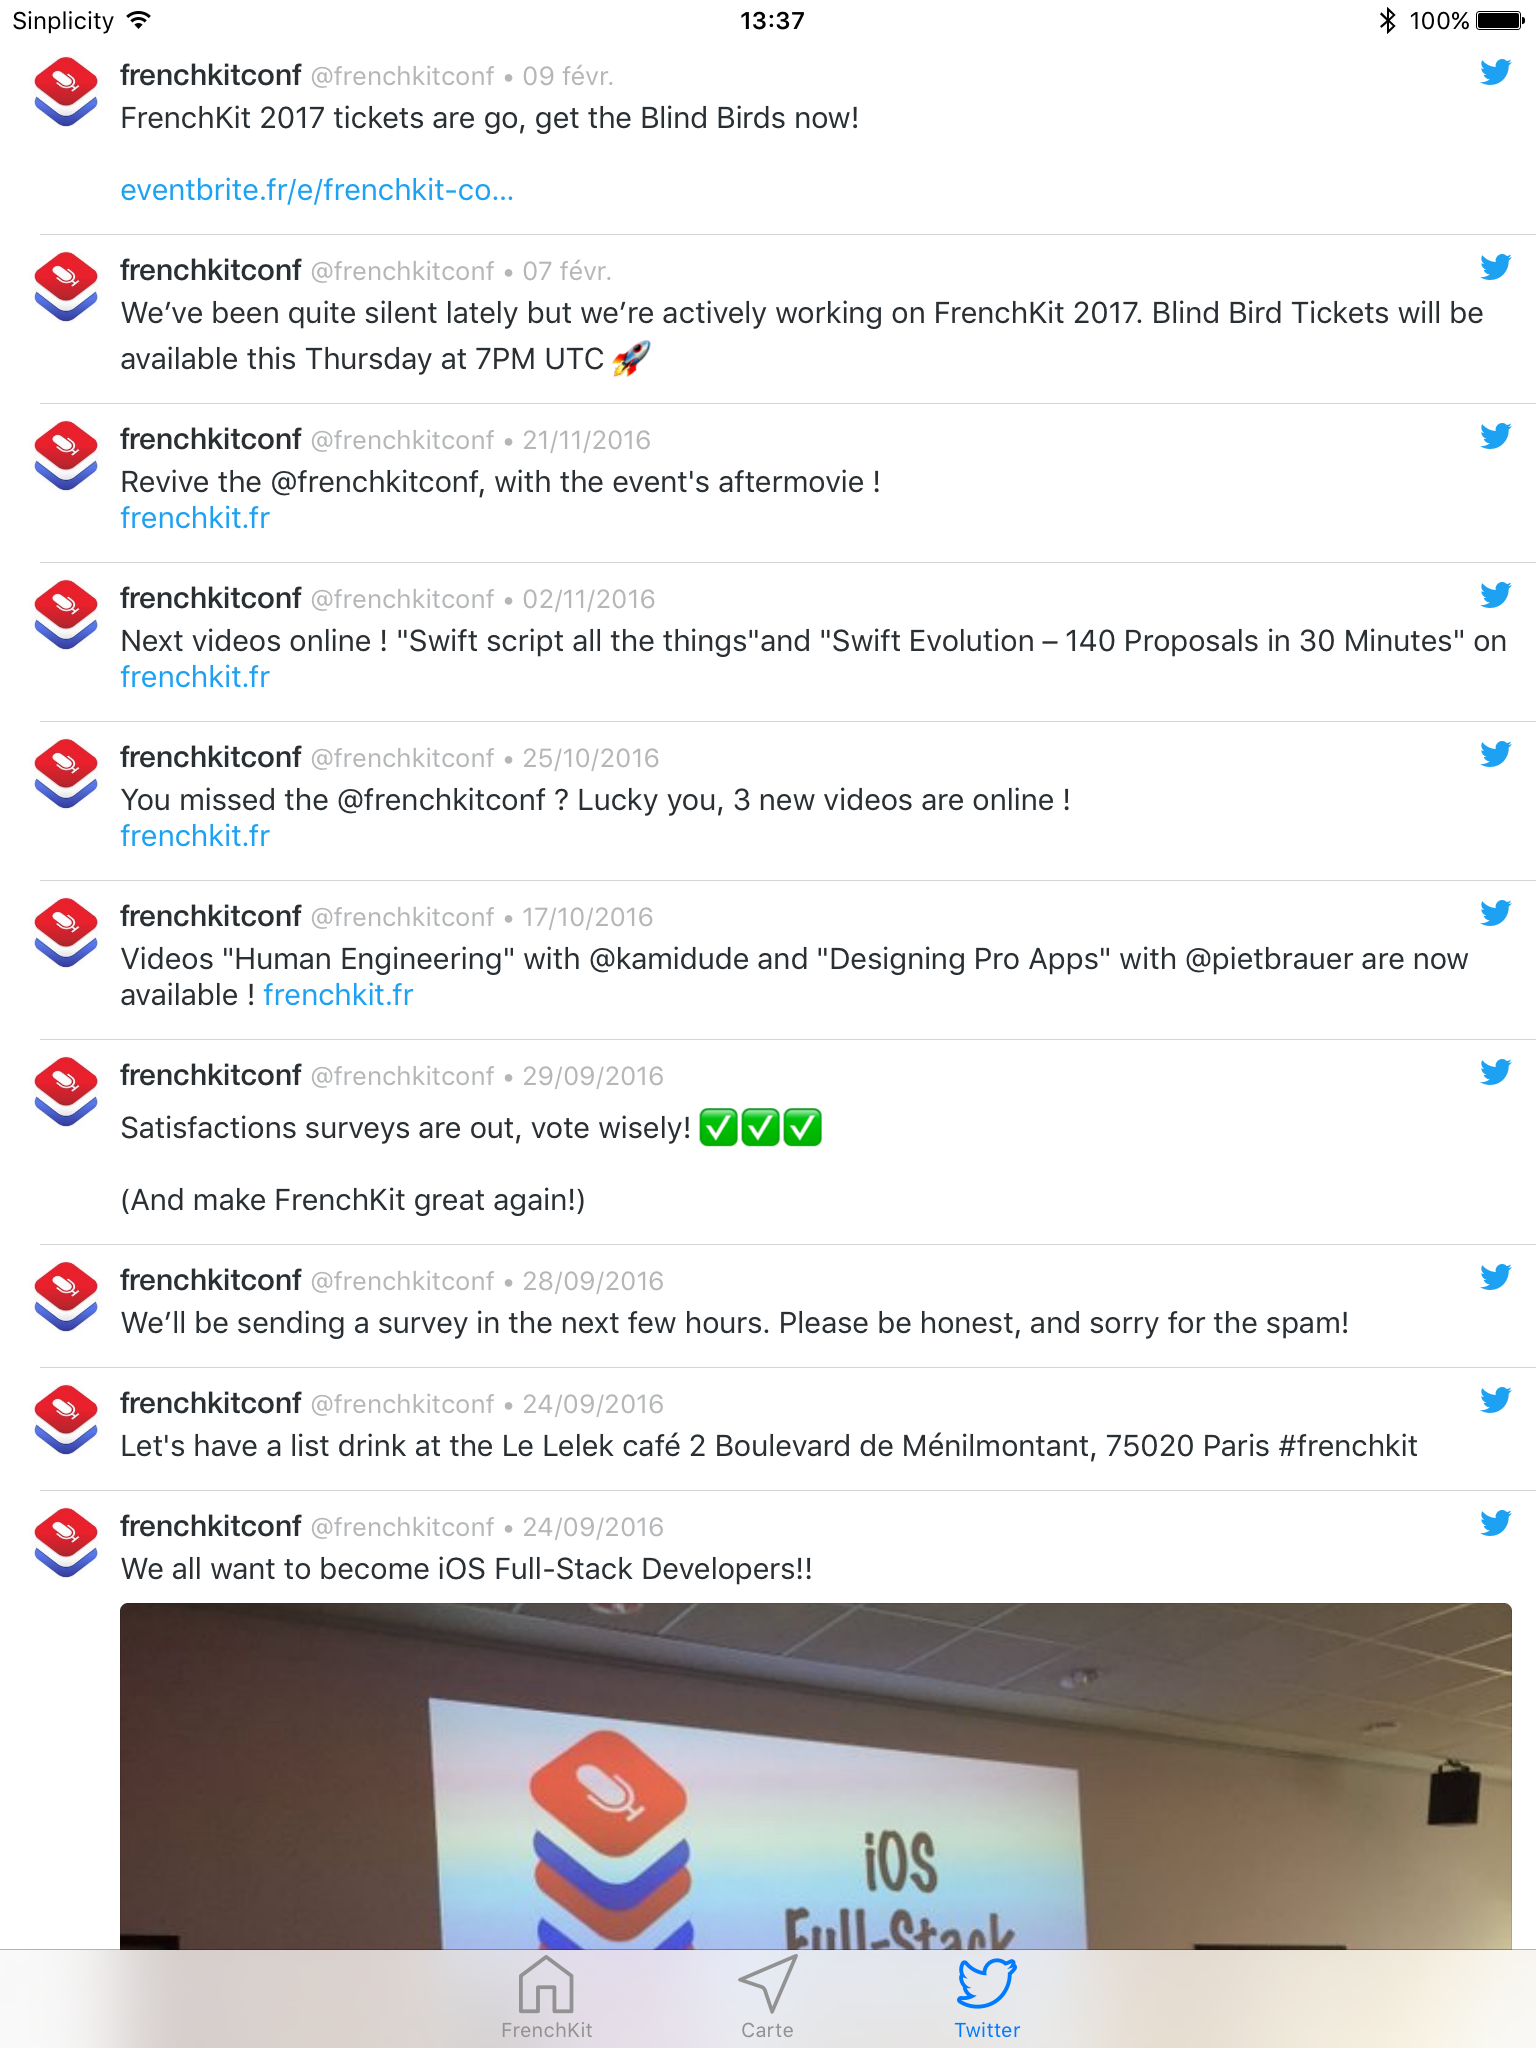 Sinplicity 13:37 100%
frenchkitconf @frenchkitconf • 09 févr.
FrenchKit 2017 tickets are go, get the Blind Birds now!
eventbrite.fr/e/frenchkit-co...
frenchkitconf @frenchkitconf • 07 févr.
We’ve been quite silent lately but we’re actively working on FrenchKit 2017. Blind Bird Tickets will be
available this Thursday at 7PM UTC 🚀
frenchkitconf @frenchkitconf • 21/11/2016
Revive the @frenchkitconf, with the event's aftermovie !
frenchkit.fr
frenchkitconf @frenchkitconf • 02/11/2016
Next videos online ! "Swift script all the things"and "Swift Evolution – 140 Proposals in 30 Minutes" on
frenchkit.fr
frenchkitconf @frenchkitconf • 25/10/2016
You missed the @frenchkitconf ? Lucky you, 3 new videos are online !
frenchkit.fr
frenchkitconf @frenchkitconf • 17/10/2016
Videos "Human Engineering" with @kamidude and "Designing Pro Apps" with @pietbrauer are now
available ! frenchkit.fr
frenchkitconf @frenchkitconf • 29/09/2016
Satisfactions surveys are out, vote wisely! ✅✅✅
(And make FrenchKit great again!)
frenchkitconf @frenchkitconf • 28/09/2016
We’ll be sending a survey in the next few hours. Please be honest, and sorry for the spam!
frenchkitconf @frenchkitconf • 24/09/2016
Let's have a list drink at the Le Lelek café 2 Boulevard de Ménilmontant, 75020 Paris #frenchkit
frenchkitconf @frenchkitconf • 24/09/2016
We all want to become iOS Full-Stack Developers!!
iOS
Full-Stack
FrenchKit Carte Twitter